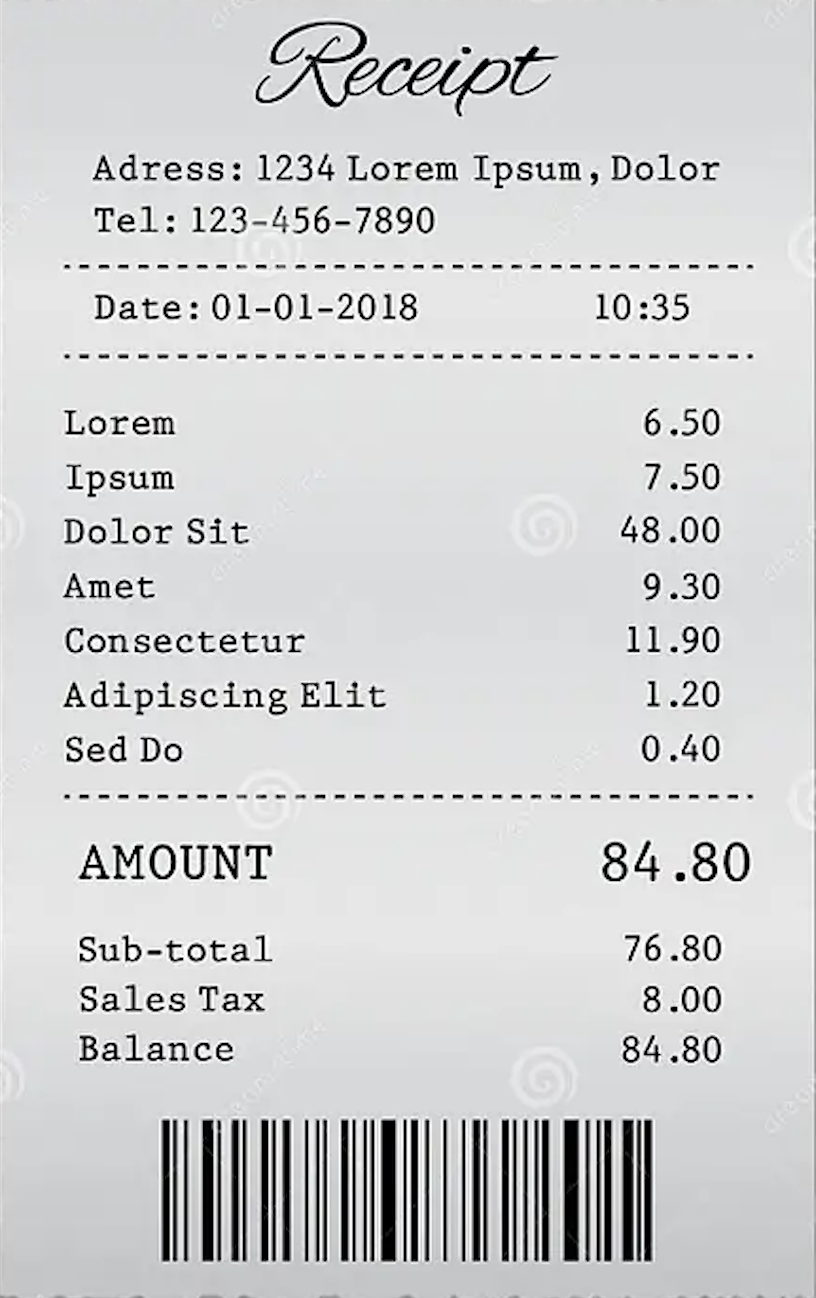 Receipt
Adress: 1234 Lorem Ipsum, Dolor
Tel: 123-456-7890
Date: 01-01-2018 10:35
Lorem 6.50
Ipsum 7.50
Dolor Sit 48.00
Amet 9.30
Consectetur 11.90
Adipiscing Elit 1.20
Sed Do 0.40
AMOUNT 84.80
Sub-total 76.80
Sales Tax 8.00
Balance 84.80